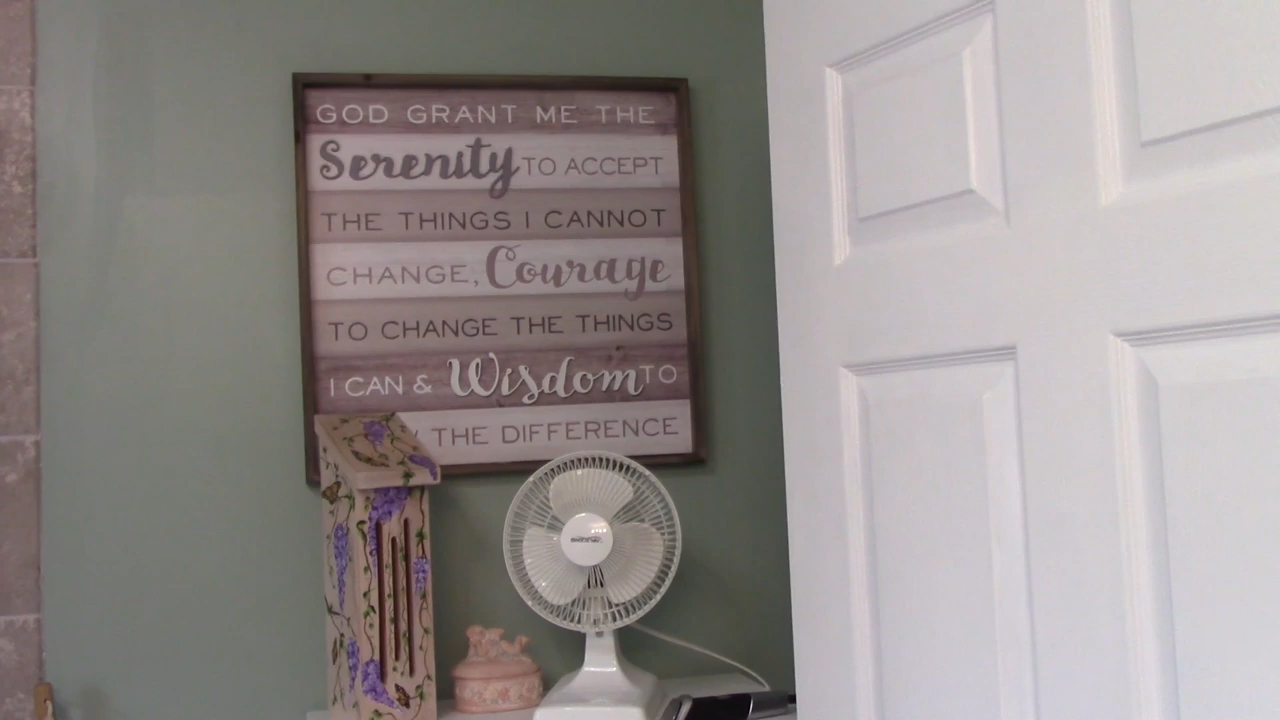 GOD GRANT ME THE
Serenity TO ACCEPT
THE THINGS I CANNOT
CHANGE, Courage
TO CHANGE THE THINGS
I CAN & Wisdom TO
THE DIFFERENCE